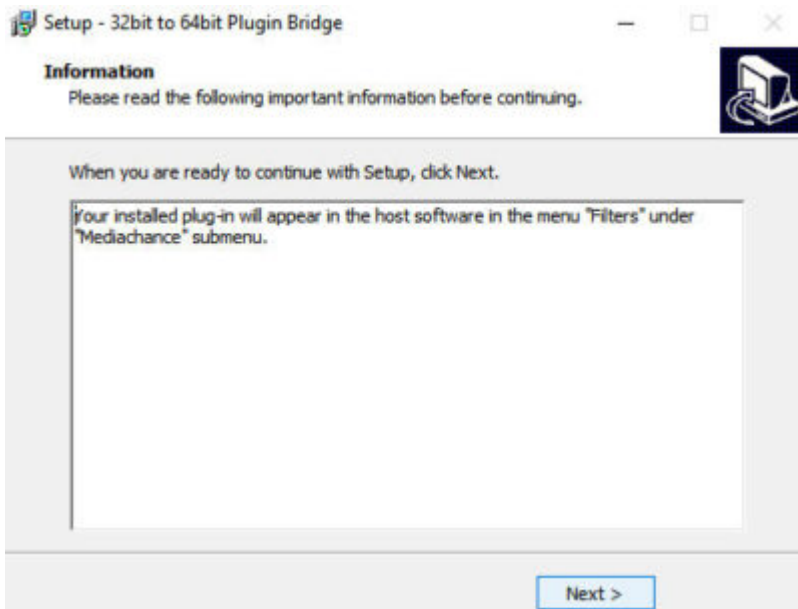 Setup - 32bit to 64bit Plugin Bridge
Information
Please read the following important information before continuing.
When you are ready to continue with Setup, click Next.
Your installed plug-in will appear in the host software in the menu "Filters" under
"Mediachance" submenu.
Next >